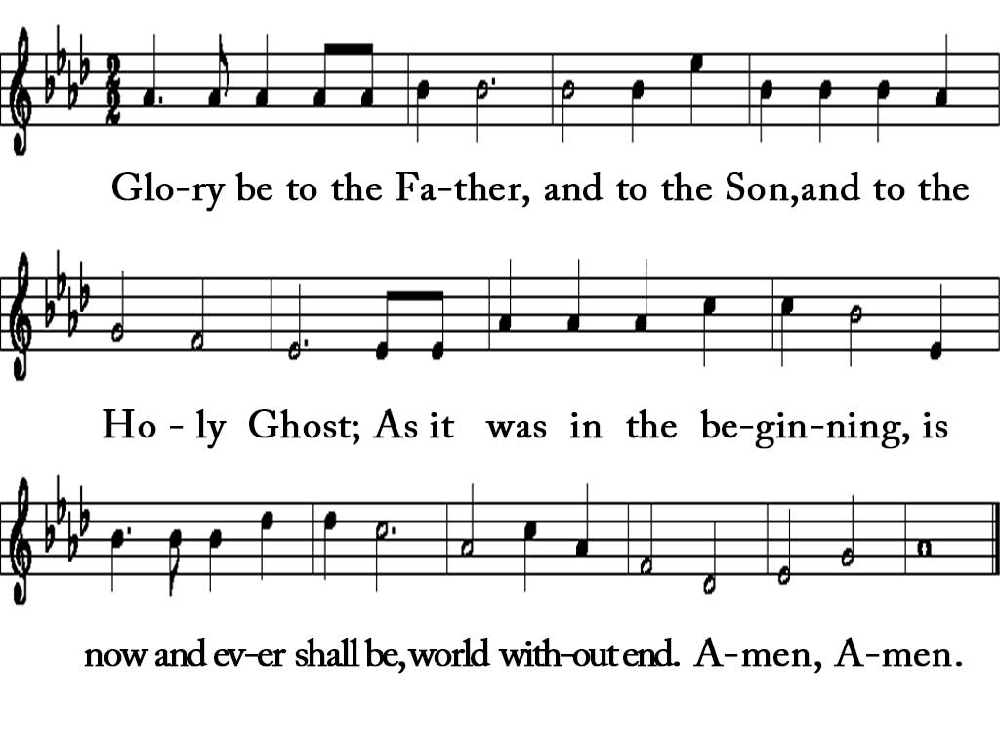 Glo-ry be to the Fa-ther, and to the Son,and to the
Ho - ly Ghost; As it was in the be-gin-ning, is
now and ev-er shall be, world with-out end. A-men, A-men.